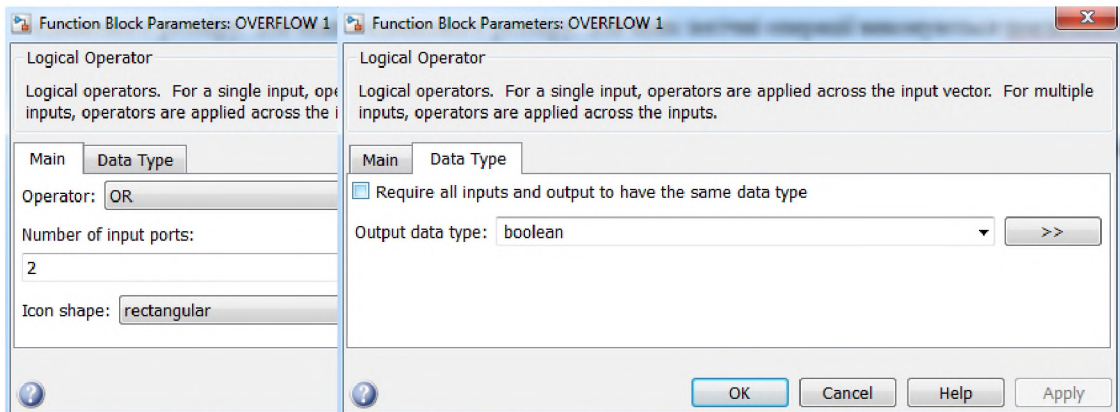 Function Block Parameters: OVERFLOW 1
Logical Operator
Logical operators. For a single input, ope
inputs, operators are applied across the i
Main Data Type
Operator: OR
Number of input ports:
2
Icon shape: rectangular
Function Block Parameters: OVERFLOW 1
Logical Operator
Logical operators. For a single input, operators are applied across the input vector. For multiple
inputs, operators are applied across the inputs.
Main Data Type
Require all inputs and output to have the same data type
Output data type: boolean >>
OK Cancel Help Apply